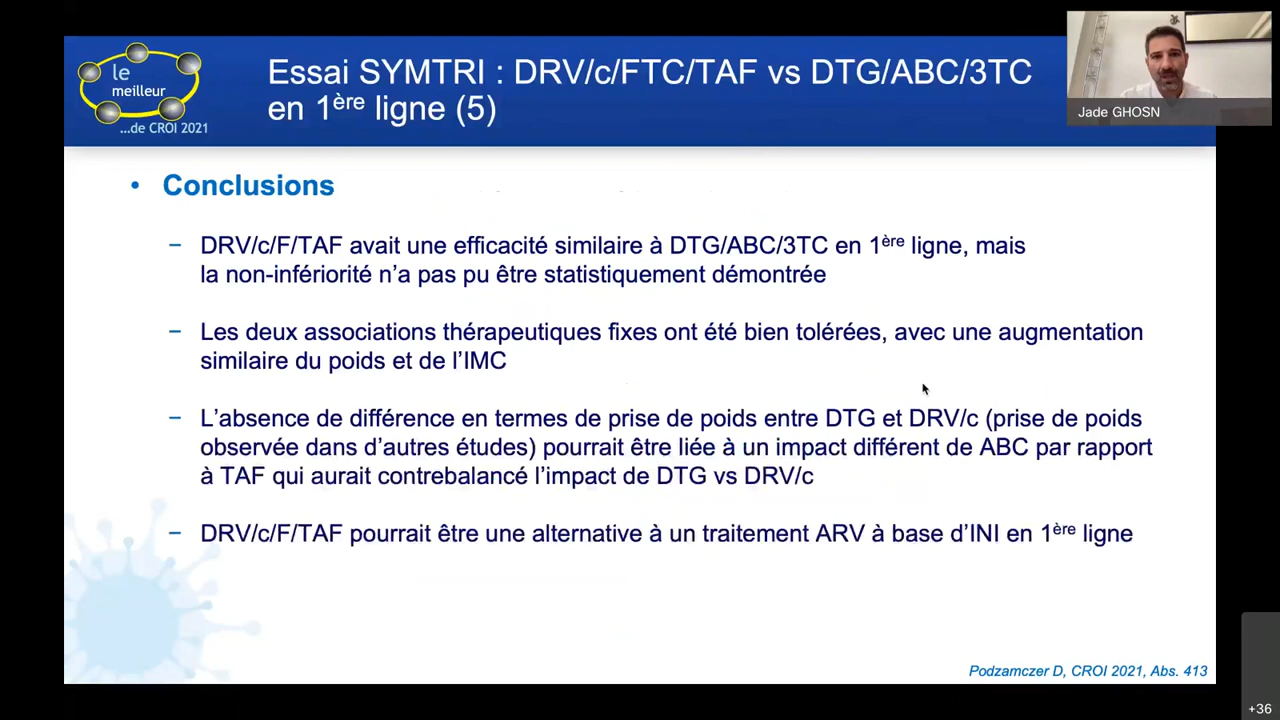 le
meilleur
...de CROI 2021
Essai SYMTRI : DRV/c/FTC/TAF vs DTG/ABC/3TC
en 1ère ligne (5)
Jade GHOSN
• Conclusions
– DRV/c/F/TAF avait une efficacité similaire à DTG/ABC/3TC en 1ère ligne, mais
la non-infériorité n’a pas pu être statistiquement démontrée
– Les deux associations thérapeutiques fixes ont été bien tolérées, avec une augmentation
similaire du poids et de l’IMC
– L’absence de différence en termes de prise de poids entre DTG et DRV/c (prise de poids
observée dans d’autres études) pourrait être liée à un impact différent de ABC par rapport
à TAF qui aurait contrebalancé l’impact de DTG vs DRV/c
– DRV/c/F/TAF pourrait être une alternative à un traitement ARV à base d’INI en 1ère ligne
Podzamczer D, CROI 2021, Abs. 413
+36